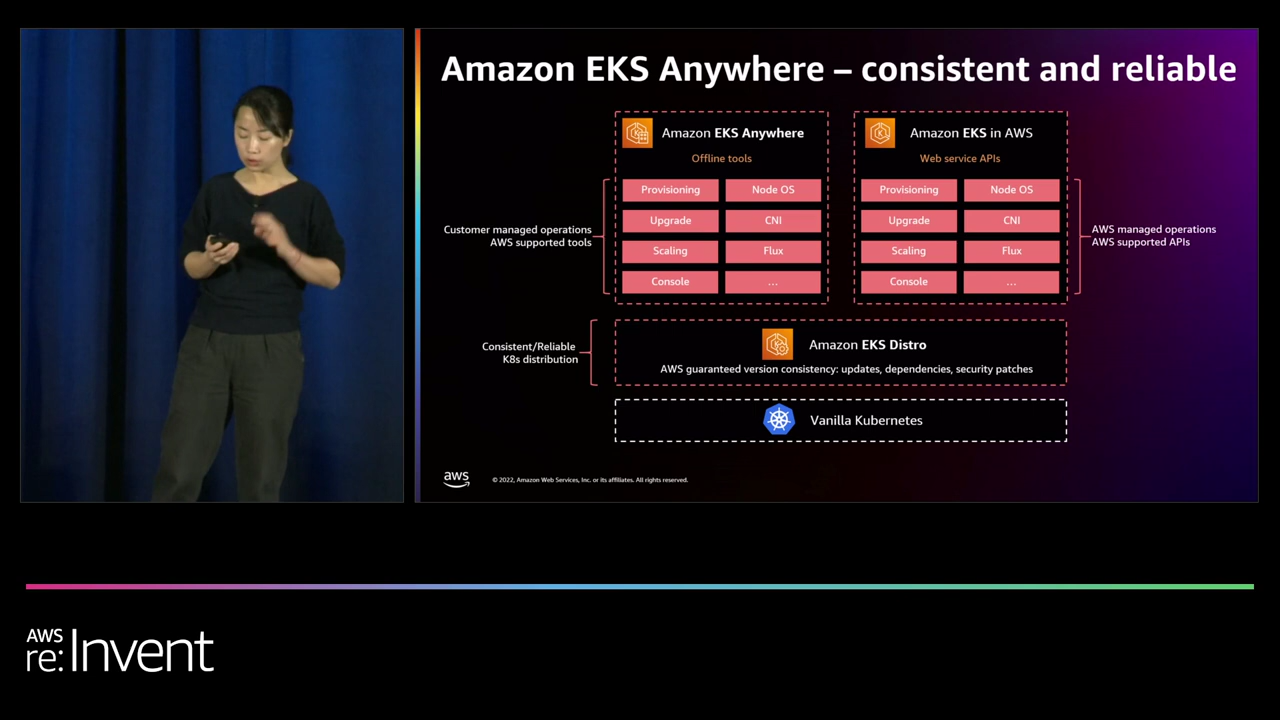 Amazon EKS Anywhere – consistent and reliable
Amazon EKS Anywhere
Offline tools
Provisioning
Node OS
Upgrade
CNI
Scaling
Flux
Console
...
Customer managed operations
AWS supported tools
Amazon EKS in AWS
Web service APIs
Provisioning
Node OS
Upgrade
CNI
Scaling
Flux
Console
...
AWS managed operations
AWS supported APIs
Consistent/Reliable
K8s distribution
Amazon EKS Distro
AWS guaranteed version consistency: updates, dependencies, security patches
Vanilla Kubernetes
aws
© 2022, Amazon Web Services, Inc. or its affiliates. All rights reserved.
AWS
re:Invent